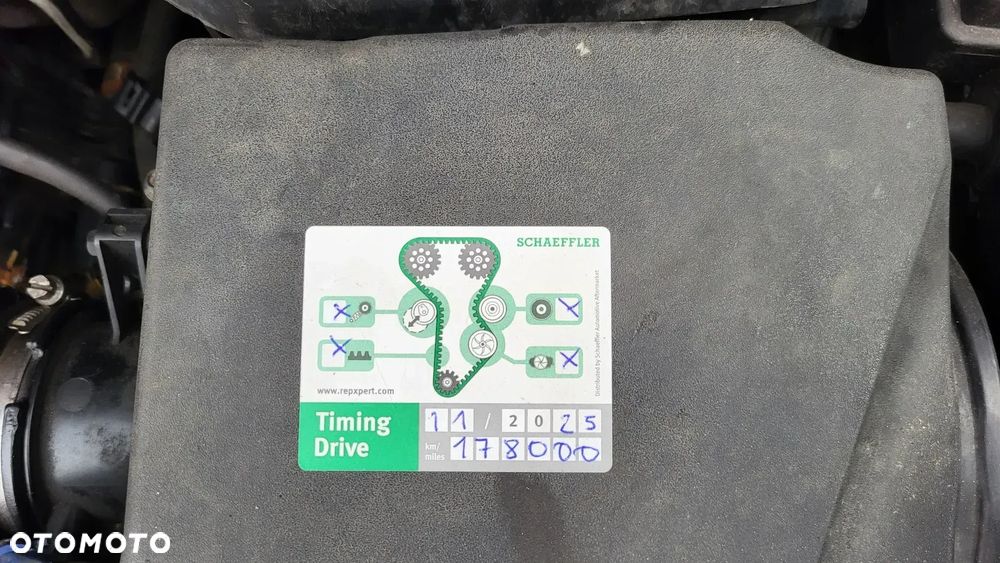 SCHAEFFLER
X
X
X
X
Distributed by Schaeffler Automotive Aftermarket
www.repxpert.com
Timing Drive
11 / 2025
km/miles 178000
OTOMOTO